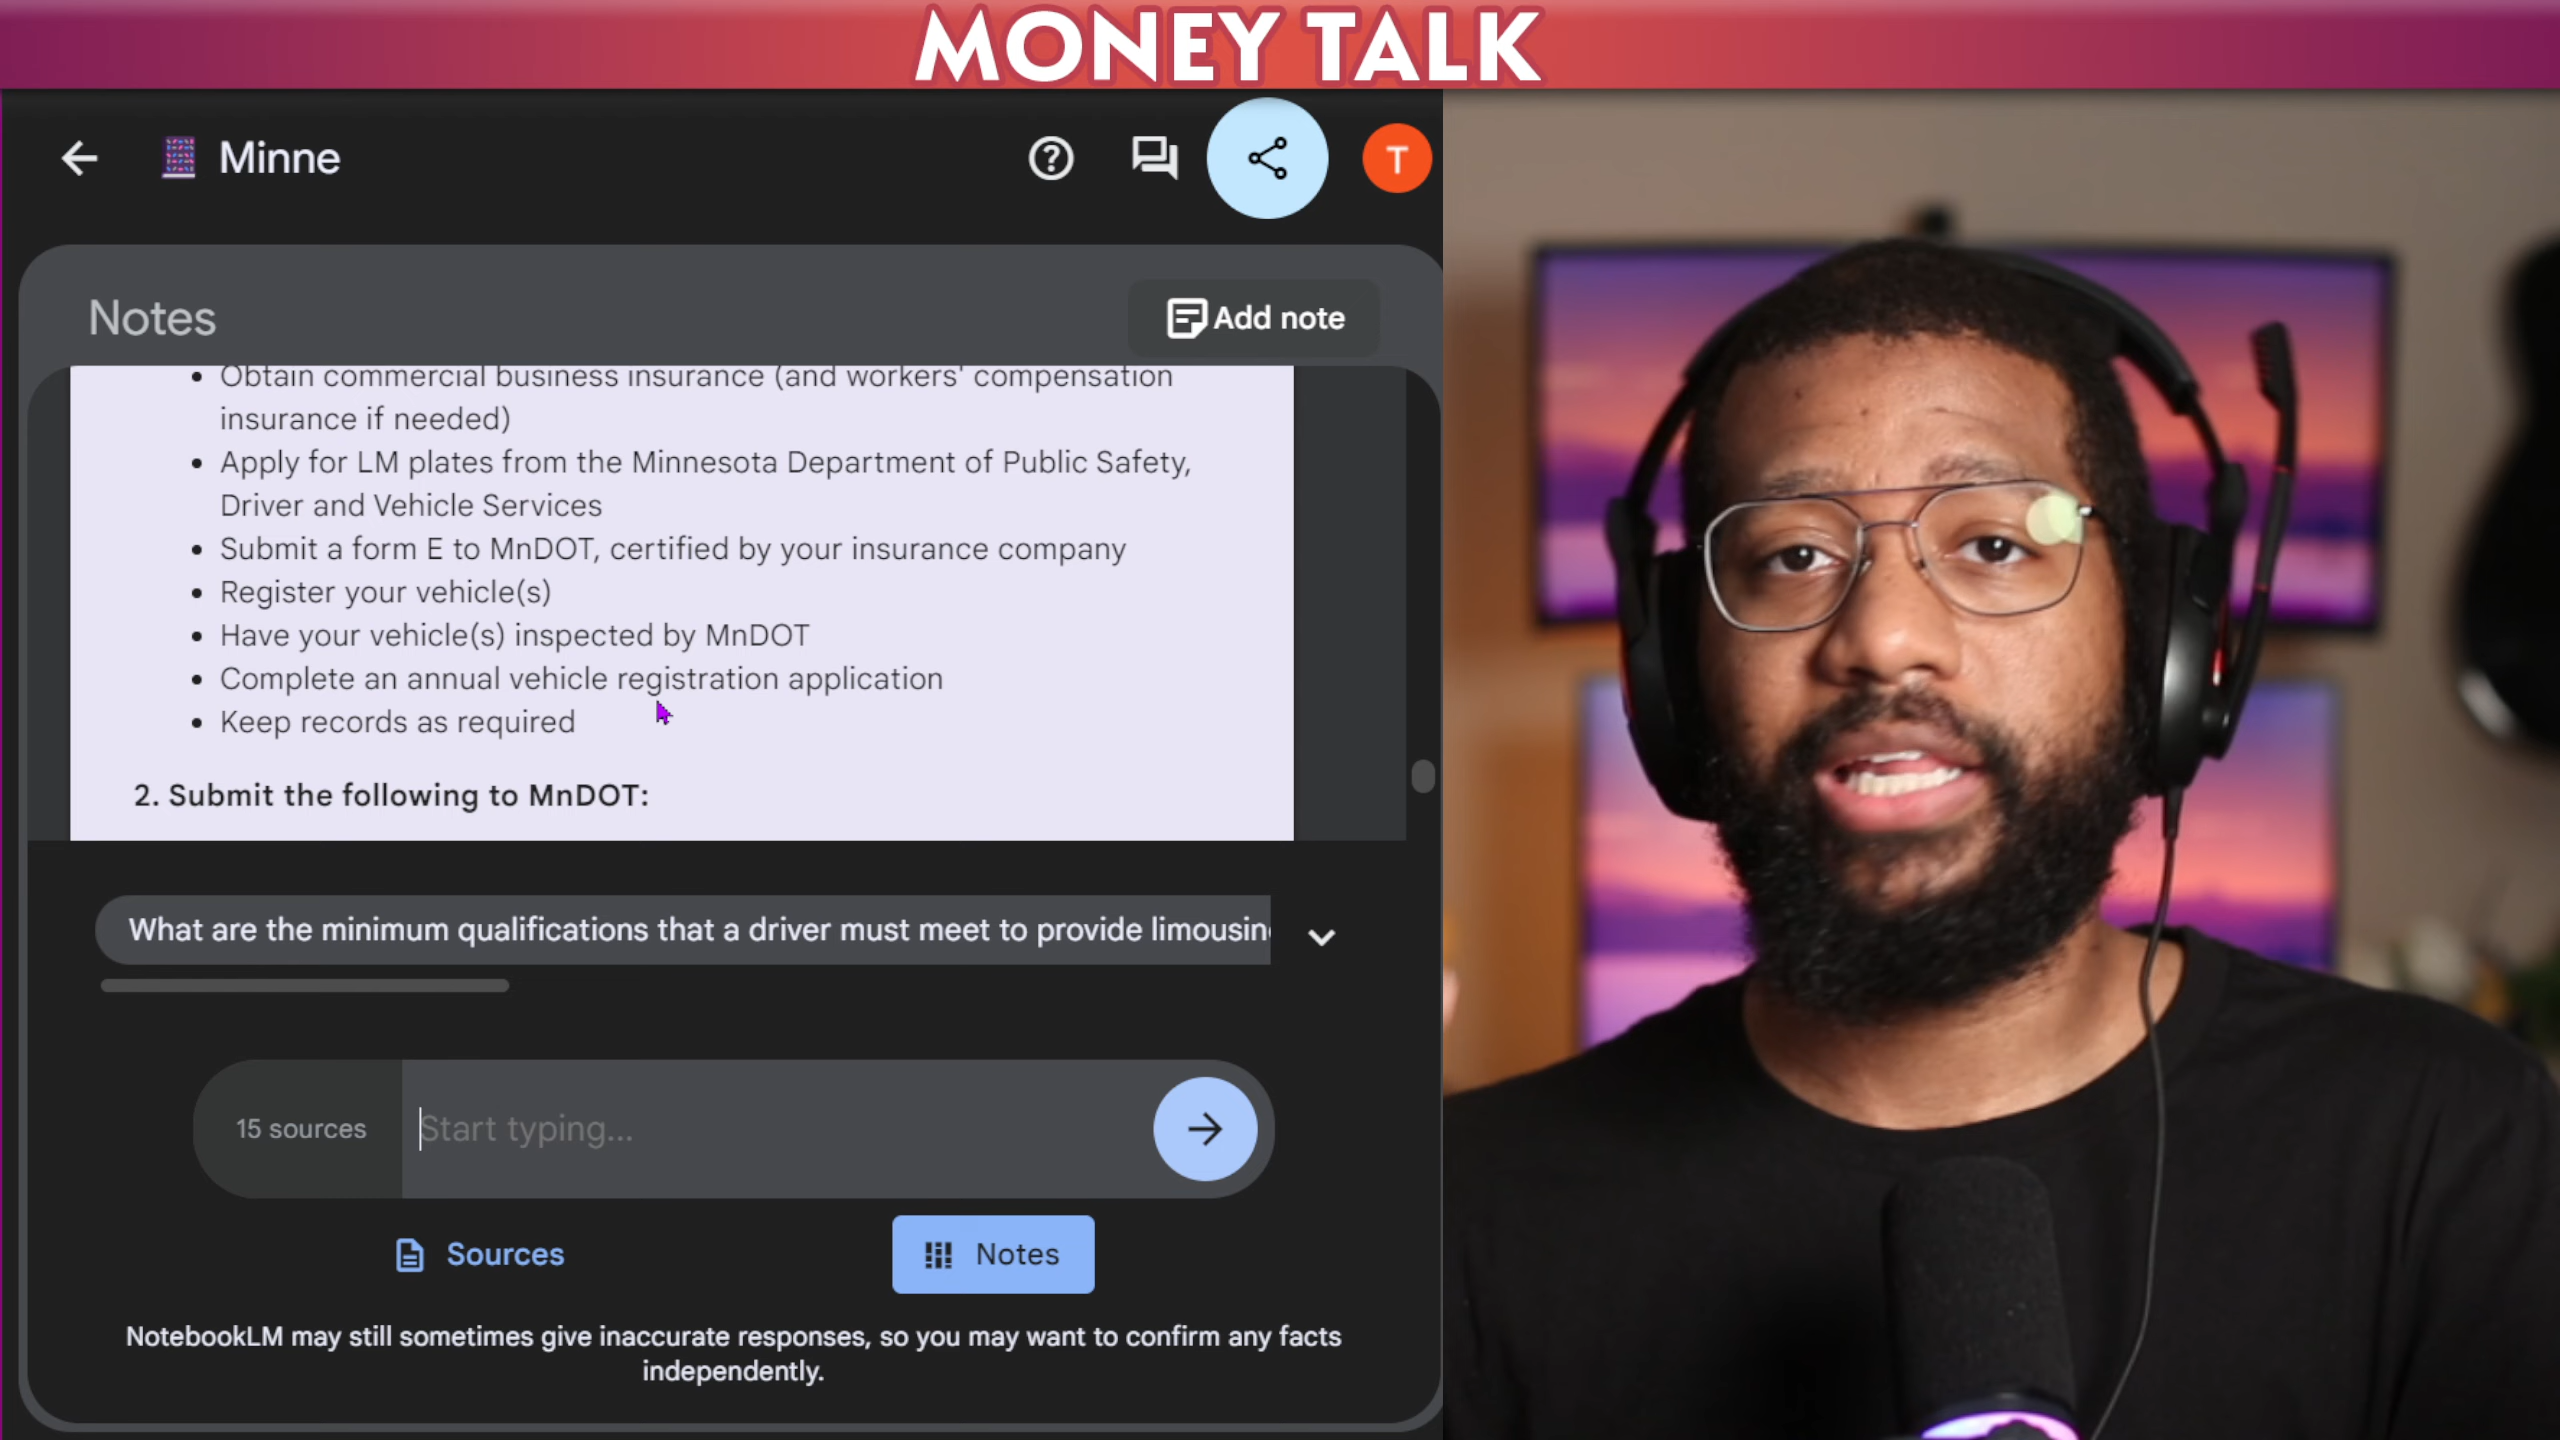 MONEY TALK
Minne
T
Notes
Add note
• Obtain commercial business insurance (and workers' compensation
insurance if needed)
• Apply for LM plates from the Minnesota Department of Public Safety,
Driver and Vehicle Services
• Submit a form E to MnDOT, certified by your insurance company
• Register your vehicle(s)
• Have your vehicle(s) inspected by MnDOT
• Complete an annual vehicle registration application
• Keep records as required
2. Submit the following to MnDOT:
What are the minimum qualifications that a driver must meet to provide limousin
15 sources
Start typing...
Sources
Notes
NotebookLM may still sometimes give inaccurate responses, so you may want to confirm any facts
independently.